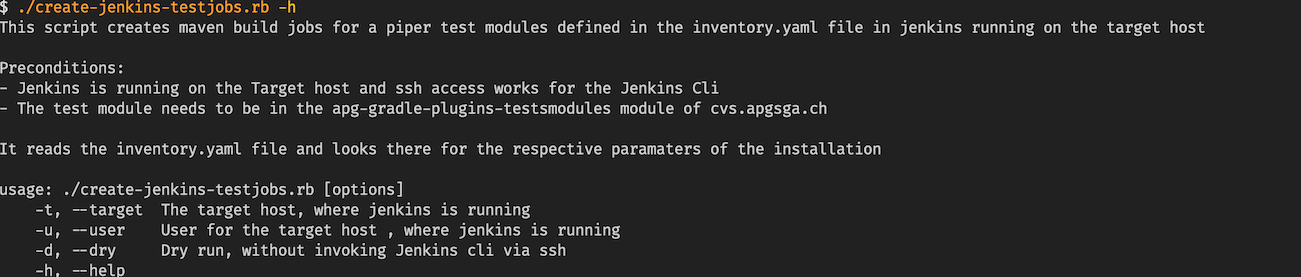 $ ./create-jenkins-testjobs.rb -h
This script creates maven build jobs for a piper test modules defined in the inventory.yaml file in jenkins running on the target host
Preconditions:
- Jenkins is running on the Target host and ssh access works for the Jenkins Cli
- The test module needs to be in the apg-gradle-plugins-testsmodules module of cvs.apgsga.ch
It reads the inventory.yaml file and looks there for the respective paramaters of the installation
usage: ./create-jenkins-testjobs.rb [options]
    -t, --target  The target host, where jenkins is running
    -u, --user    User for the target host , where jenkins is running
    -d, --dry     Dry run, without invoking Jenkins cli via ssh
    -h, --help